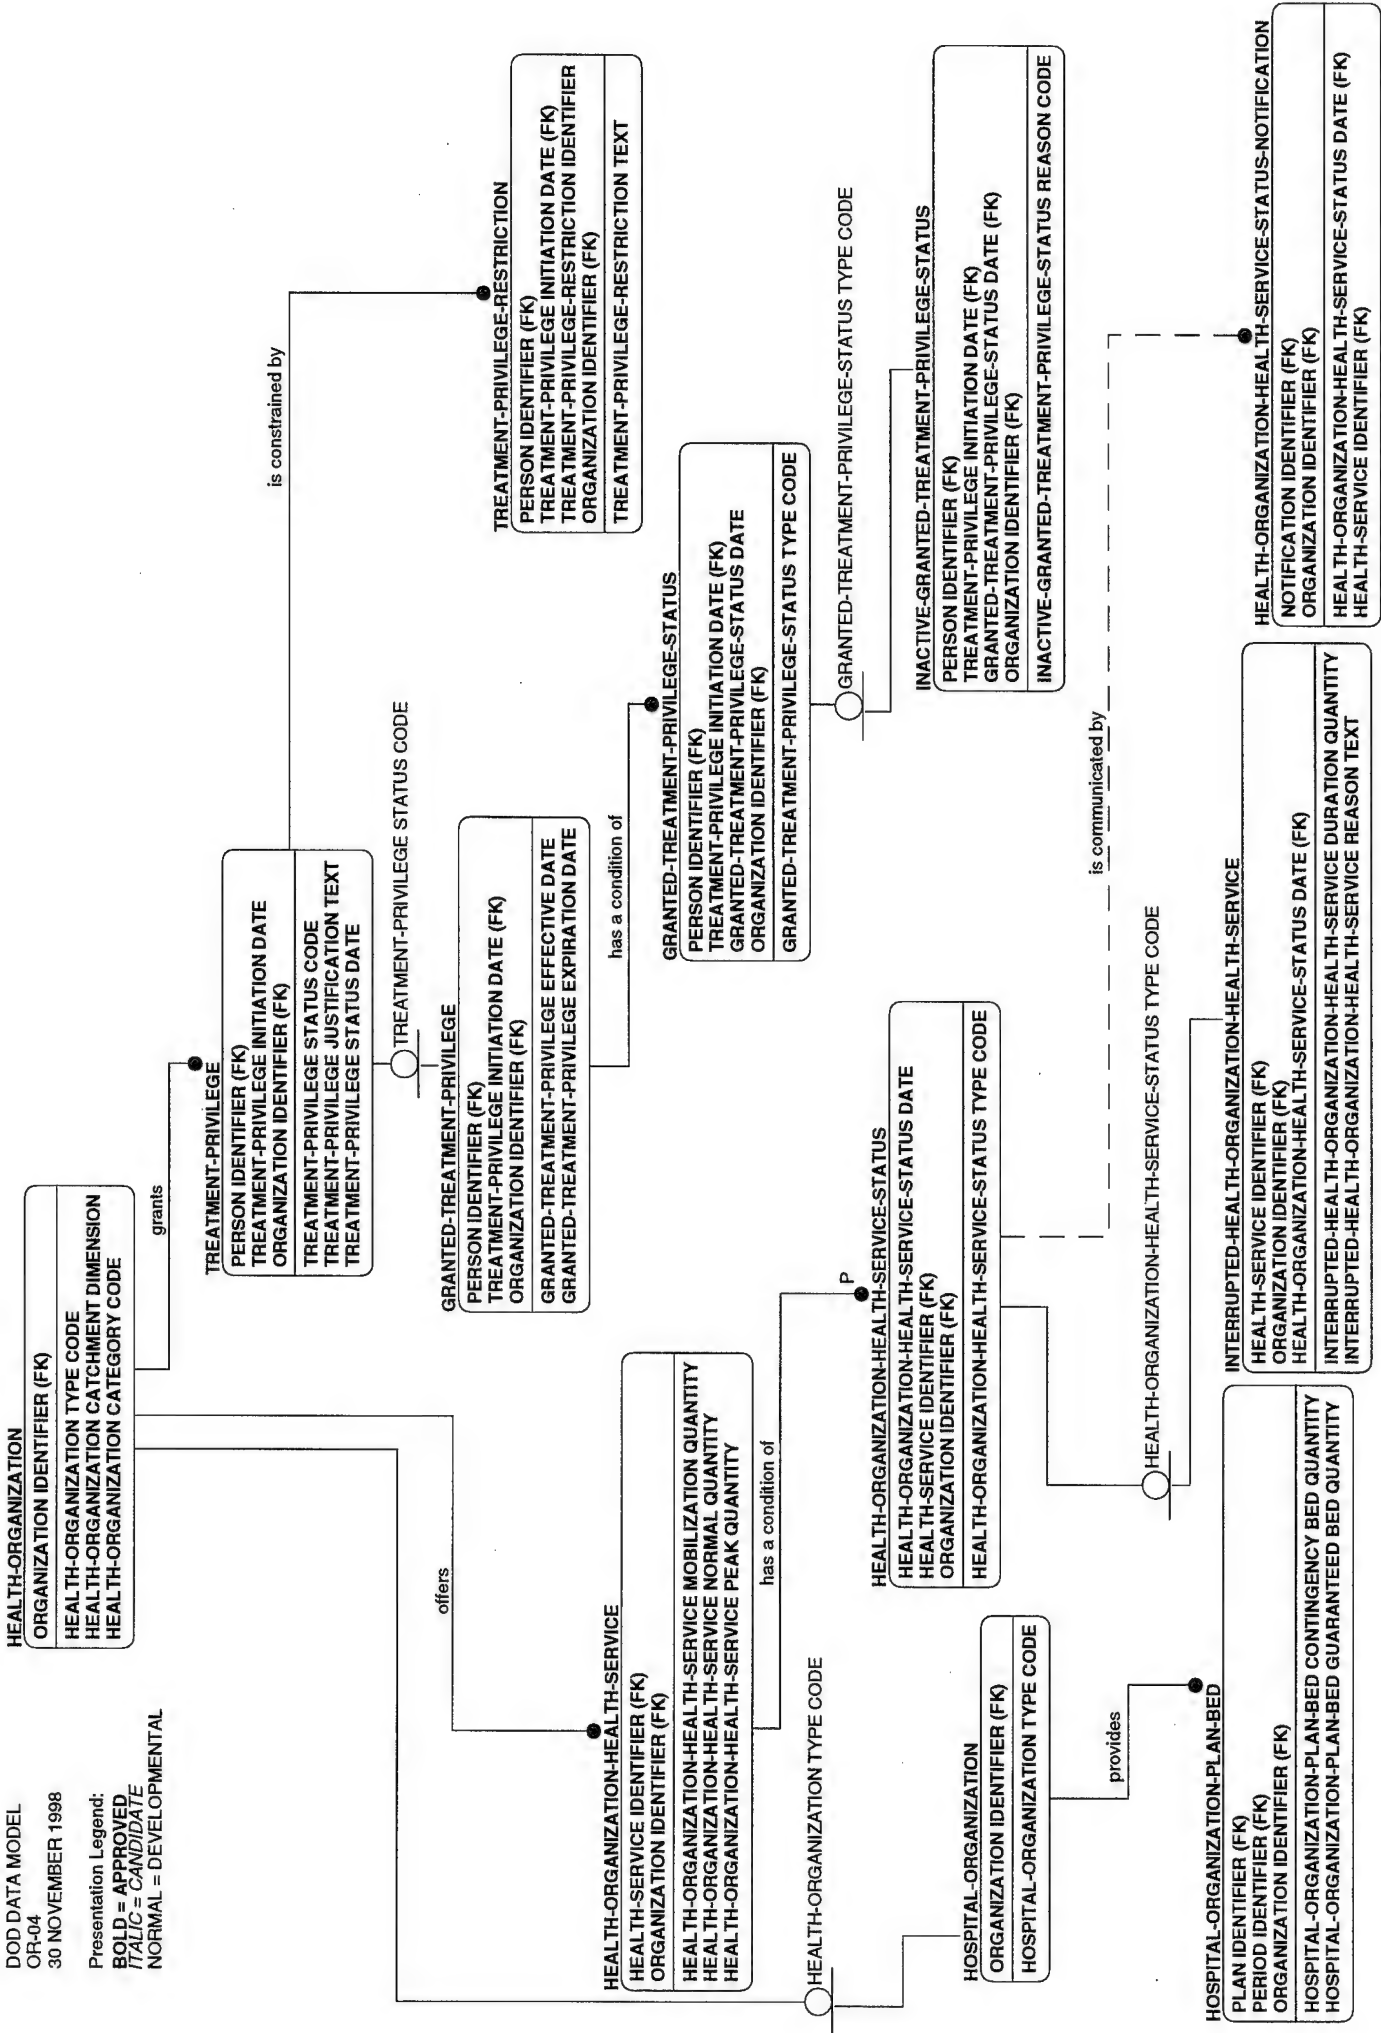 DOD DATA MODEL
OR-04
30 NOVEMBER 1998
Presentation Legend:
BOLD = APPROVED
ITALIC = CANDIDATE
NORMAL = DEVELOPMENTAL
HEALTH-ORGANIZATION
ORGANIZATION IDENTIFIER (FK)
HEALTH-ORGANIZATION TYPE CODE
HEALTH-ORGANIZATION CATCHMENT DIMENSION
HEALTH-ORGANIZATION CATEGORY CODE
grants
offers
TREATMENT-PRIVILEGE
PERSON IDENTIFIER (FK)
TREATMENT-PRIVILEGE INITIATION DATE
ORGANIZATION IDENTIFIER (FK)
TREATMENT-PRIVILEGE STATUS CODE
TREATMENT-PRIVILEGE JUSTIFICATION TEXT
TREATMENT-PRIVILEGE STATUS DATE
is constrained by
TREATMENT-PRIVILEGE STATUS CODE
TREATMENT-PRIVILEGE-RESTRICTION
PERSON IDENTIFIER (FK)
TREATMENT-PRIVILEGE INITIATION DATE (FK)
TREATMENT-PRIVILEGE-RESTRICTION IDENTIFIER
ORGANIZATION IDENTIFIER (FK)
TREATMENT-PRIVILEGE-RESTRICTION TEXT
GRANTED-TREATMENT-PRIVILEGE
PERSON IDENTIFIER (FK)
TREATMENT-PRIVILEGE INITIATION DATE (FK)
ORGANIZATION IDENTIFIER (FK)
GRANTED-TREATMENT-PRIVILEGE EFFECTIVE DATE
GRANTED-TREATMENT-PRIVILEGE EXPIRATION DATE
has a condition of
GRANTED-TREATMENT-PRIVILEGE-STATUS
PERSON IDENTIFIER (FK)
TREATMENT-PRIVILEGE INITIATION DATE (FK)
GRANTED-TREATMENT-PRIVILEGE-STATUS DATE
ORGANIZATION IDENTIFIER (FK)
GRANTED-TREATMENT-PRIVILEGE-STATUS TYPE CODE
GRANTED-TREATMENT-PRIVILEGE-STATUS TYPE CODE
INACTIVE-GRANTED-TREATMENT-PRIVILEGE-STATUS
PERSON IDENTIFIER (FK)
TREATMENT-PRIVILEGE INITIATION DATE (FK)
GRANTED-TREATMENT-PRIVILEGE-STATUS DATE (FK)
ORGANIZATION IDENTIFIER (FK)
INACTIVE-GRANTED-TREATMENT-PRIVILEGE-STATUS REASON CODE
HEALTH-ORGANIZATION-HEALTH-SERVICE
HEALTH-SERVICE IDENTIFIER (FK)
ORGANIZATION IDENTIFIER (FK)
HEALTH-ORGANIZATION-HEALTH-SERVICE MOBILIZATION QUANTITY
HEALTH-ORGANIZATION-HEALTH-SERVICE NORMAL QUANTITY
HEALTH-ORGANIZATION-HEALTH-SERVICE PEAK QUANTITY
has a condition of
P
HEALTH-ORGANIZATION-HEALTH-SERVICE-STATUS
HEALTH-ORGANIZATION-HEALTH-SERVICE-STATUS DATE
HEALTH-SERVICE IDENTIFIER (FK)
ORGANIZATION IDENTIFIER (FK)
HEALTH-ORGANIZATION-HEALTH-SERVICE-STATUS TYPE CODE
is communicated by
HEALTH-ORGANIZATION TYPE CODE
HOSPITAL-ORGANIZATION
ORGANIZATION IDENTIFIER (FK)
HOSPITAL-ORGANIZATION TYPE CODE
provides
HEALTH-ORGANIZATION-HEALTH-SERVICE-STATUS TYPE CODE
HOSPITAL-ORGANIZATION-PLAN-BED
PLAN IDENTIFIER (FK)
PERIOD IDENTIFIER (FK)
ORGANIZATION IDENTIFIER (FK)
HOSPITAL-ORGANIZATION-PLAN-BED CONTINGENCY BED QUANTITY
HOSPITAL-ORGANIZATION-PLAN-BED GUARANTEED BED QUANTITY
INTERRUPTED-HEALTH-ORGANIZATION-HEALTH-SERVICE
HEALTH-SERVICE IDENTIFIER (FK)
ORGANIZATION IDENTIFIER (FK)
HEALTH-ORGANIZATION-HEALTH-SERVICE-STATUS DATE (FK)
INTERRUPTED-HEALTH-ORGANIZATION-HEALTH-SERVICE DURATION QUANTITY
INTERRUPTED-HEALTH-ORGANIZATION-HEALTH-SERVICE REASON TEXT
HEALTH-ORGANIZATION-HEALTH-SERVICE-STATUS-NOTIFICATION
NOTIFICATION IDENTIFIER (FK)
ORGANIZATION IDENTIFIER (FK)
HEALTH-ORGANIZATION-HEALTH-SERVICE-STATUS DATE (FK)
HEALTH-SERVICE IDENTIFIER (FK)